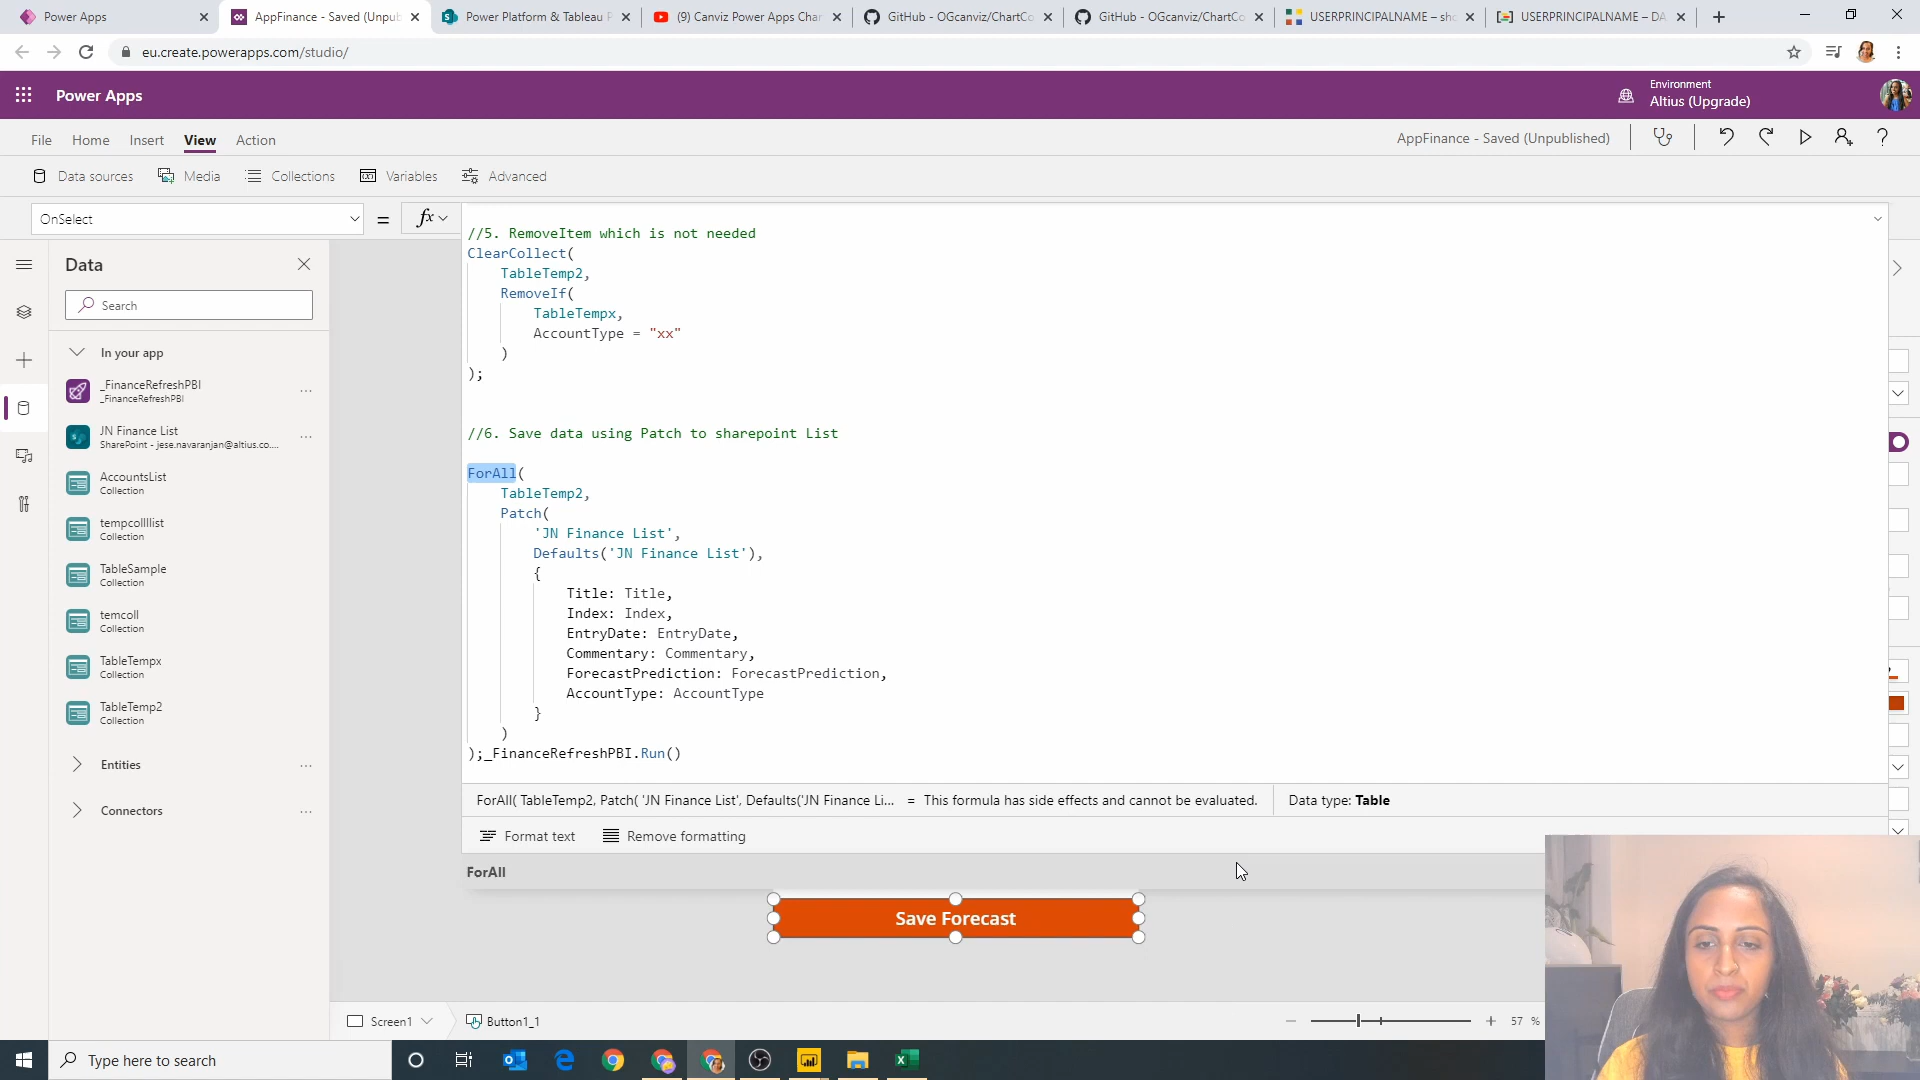 Power Apps
AppFinance - Saved (Unpub
Power Platform & Tableau P
(9) Canviz Power Apps Char
GitHub - OGcanviz/ChartCo
GitHub - OGcanviz/ChartCo
USERPRINCIPALNAME – sho
USERPRINCIPALNAME – DA
eu.create.powerapps.com/studio/
Power Apps
Environment
Altius (Upgrade)
File Home Insert View Action
AppFinance - Saved (Unpublished)
Data sources Media Collections Variables Advanced
OnSelect = fx
Data
Search
In your app
_FinanceRefreshPBI
_FinanceRefreshPBI
JN Finance List
SharePoint - jese.navaranjan@altius.co....
AccountsList
Collection
tempcolllist
Collection
TableSample
Collection
temcoll
Collection
TableTempx
Collection
TableTemp2
Collection
Entities
Connectors
//5. RemoveItem which is not needed
ClearCollect(
TableTemp2,
RemoveIf(
TableTempx,
AccountType = "xx"
)
);
//6. Save data using Patch to sharepoint List
ForAll(
TableTemp2,
Patch(
'JN Finance List',
Defaults('JN Finance List'),
{
Title: Title,
Index: Index,
EntryDate: EntryDate,
Commentary: Commentary,
ForecastPrediction: ForecastPrediction,
AccountType: AccountType
}
)
);_FinanceRefreshPBI.Run()
ForAll( TableTemp2, Patch( 'JN Finance List', Defaults('JN Finance Li... = This formula has side effects and cannot be evaluated. Data type: Table
Format text Remove formatting
ForAll
Save Forecast
Screen1 Button1_1
57 %
Type here to search